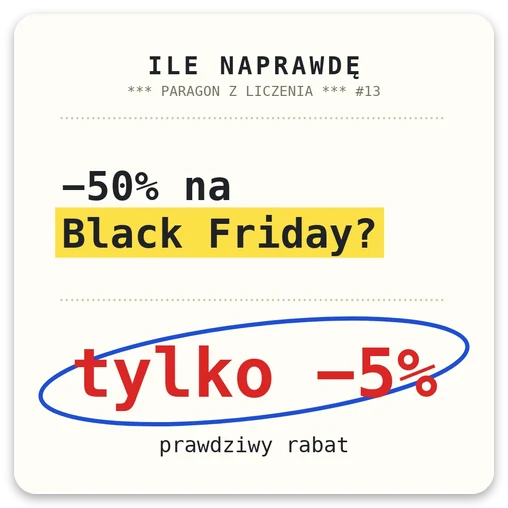 ILE NAPRAWDĘ
*** PARAGON Z LICZENIA *** #13
−50% na
Black Friday?
tylko −5%
prawdziwy rabat